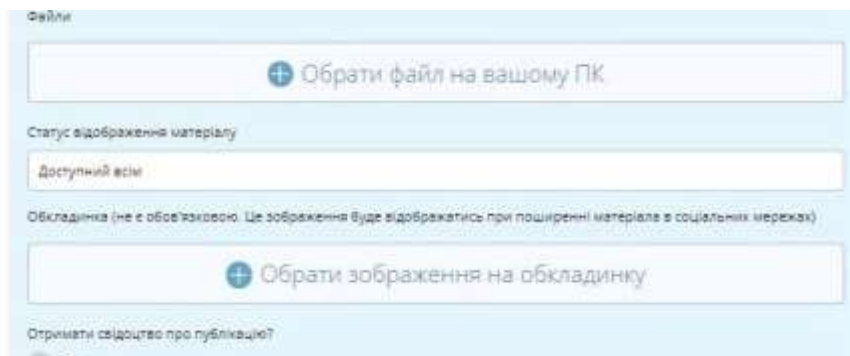 Файли
Обрати файл на вашому ПК
Статус відображення матеріалу
Доступний всім
Обкладинка (не є обов'язковою. Це зображення буде відображатись при поширенні матеріала в соціальних мережах)
Обрати зображення на обкладинку
Отримати свідоцтво про публікацію?